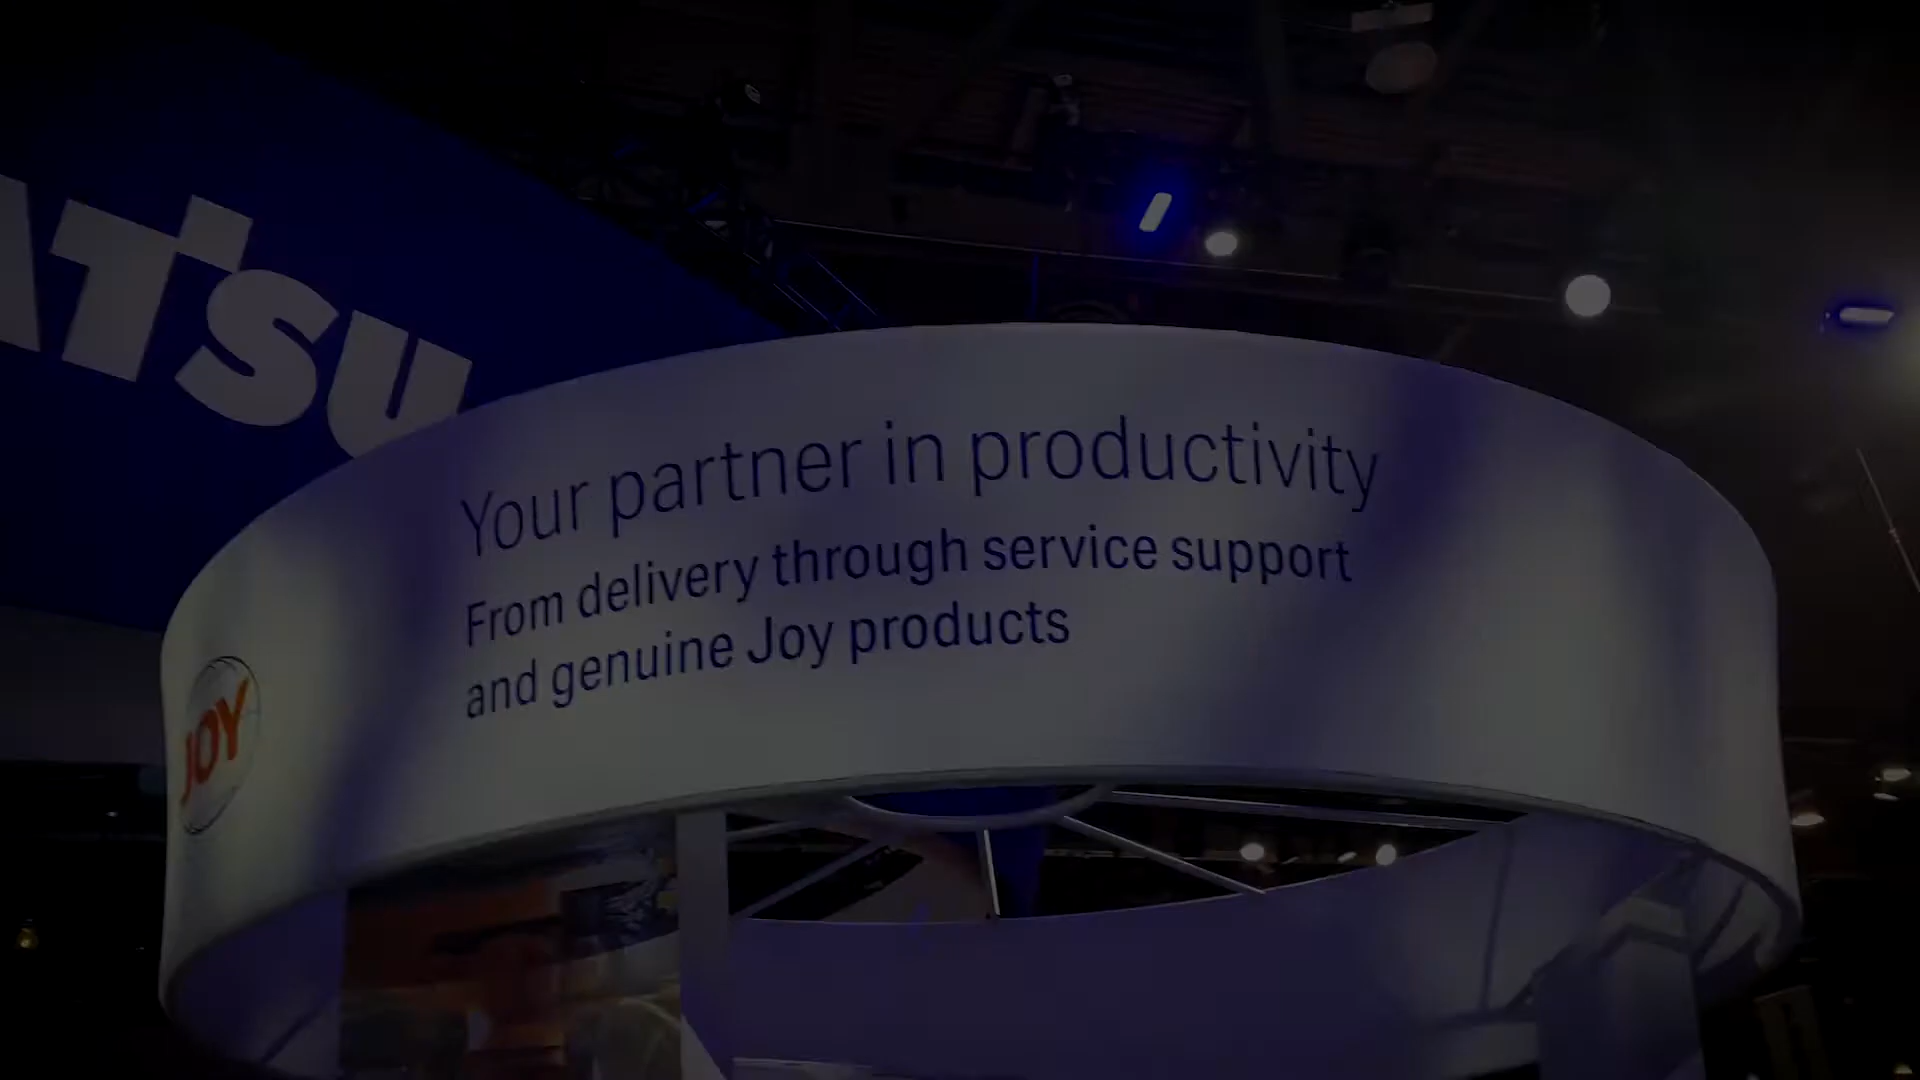 ATSU
Your partner in productivity
From delivery through service support
and genuine Joy products
JOY